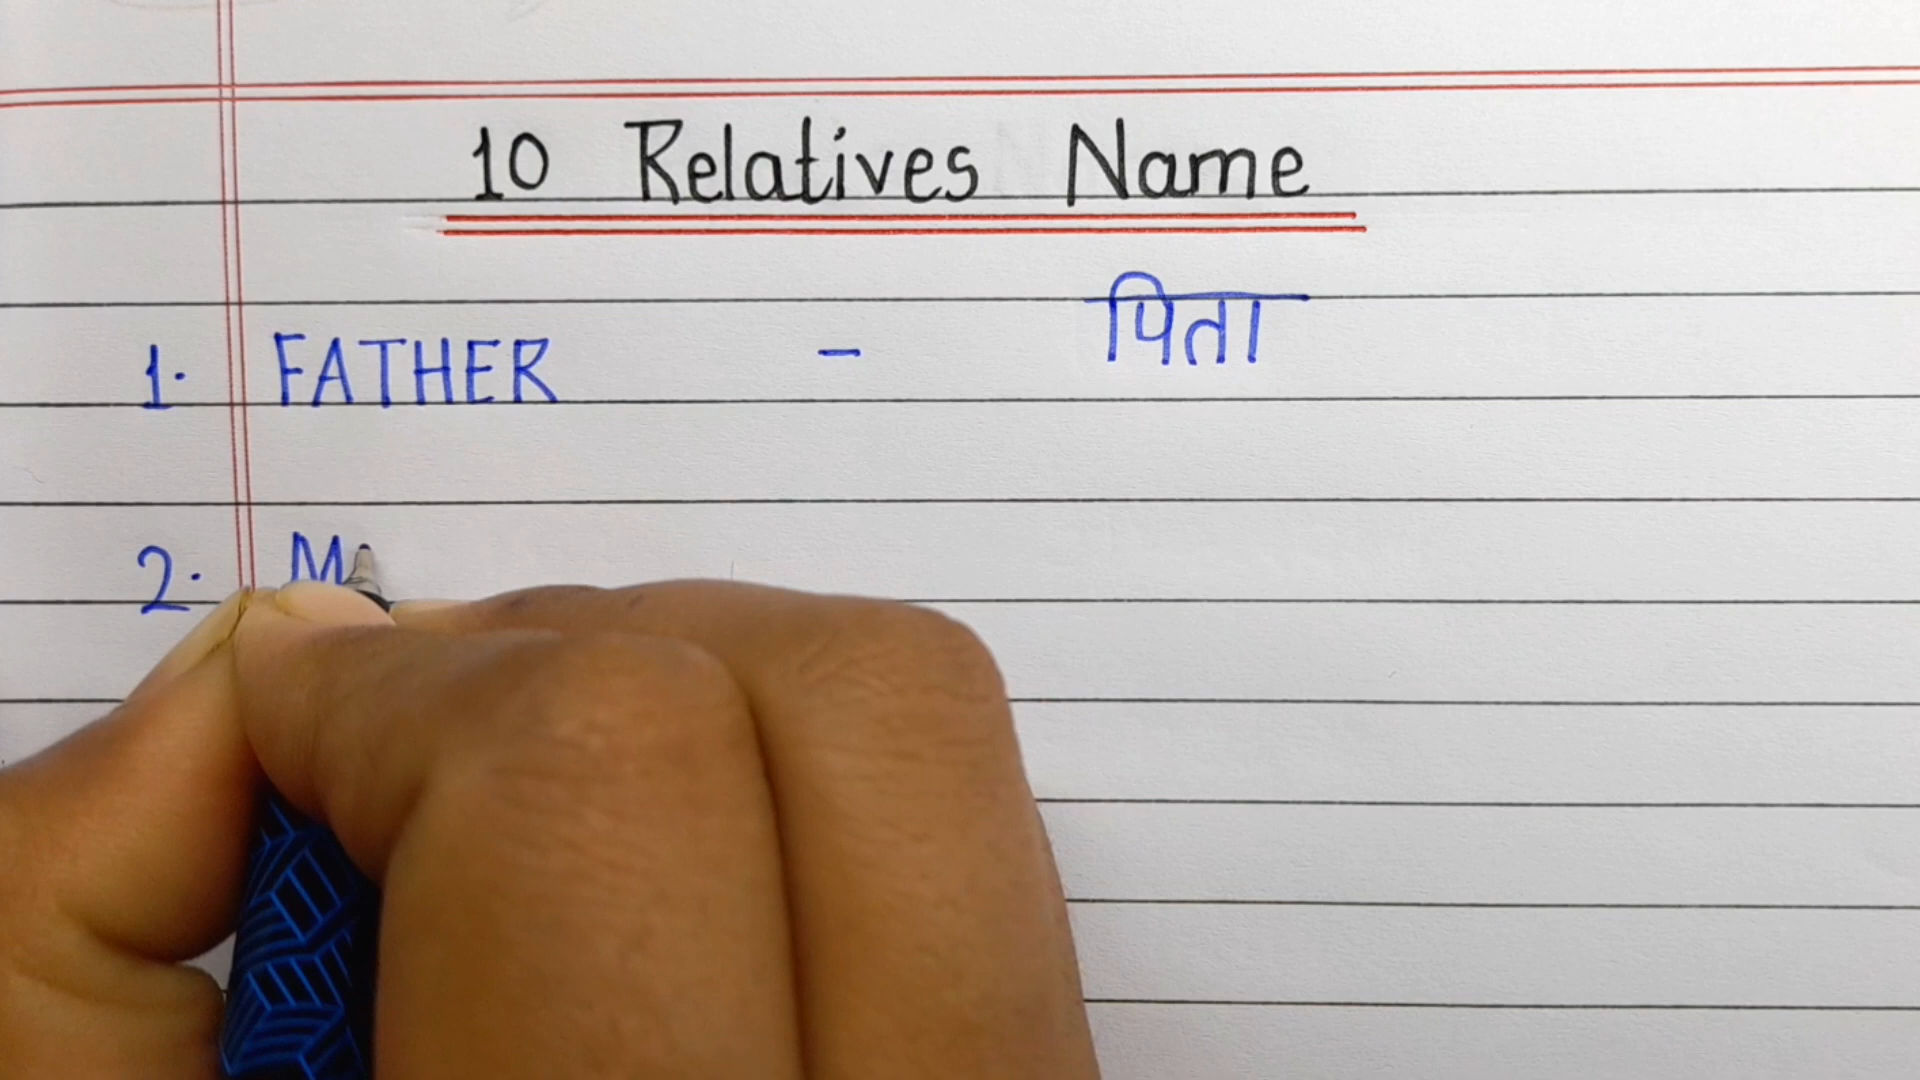 10 Relatives Name
1. FATHER - पिता
2. M